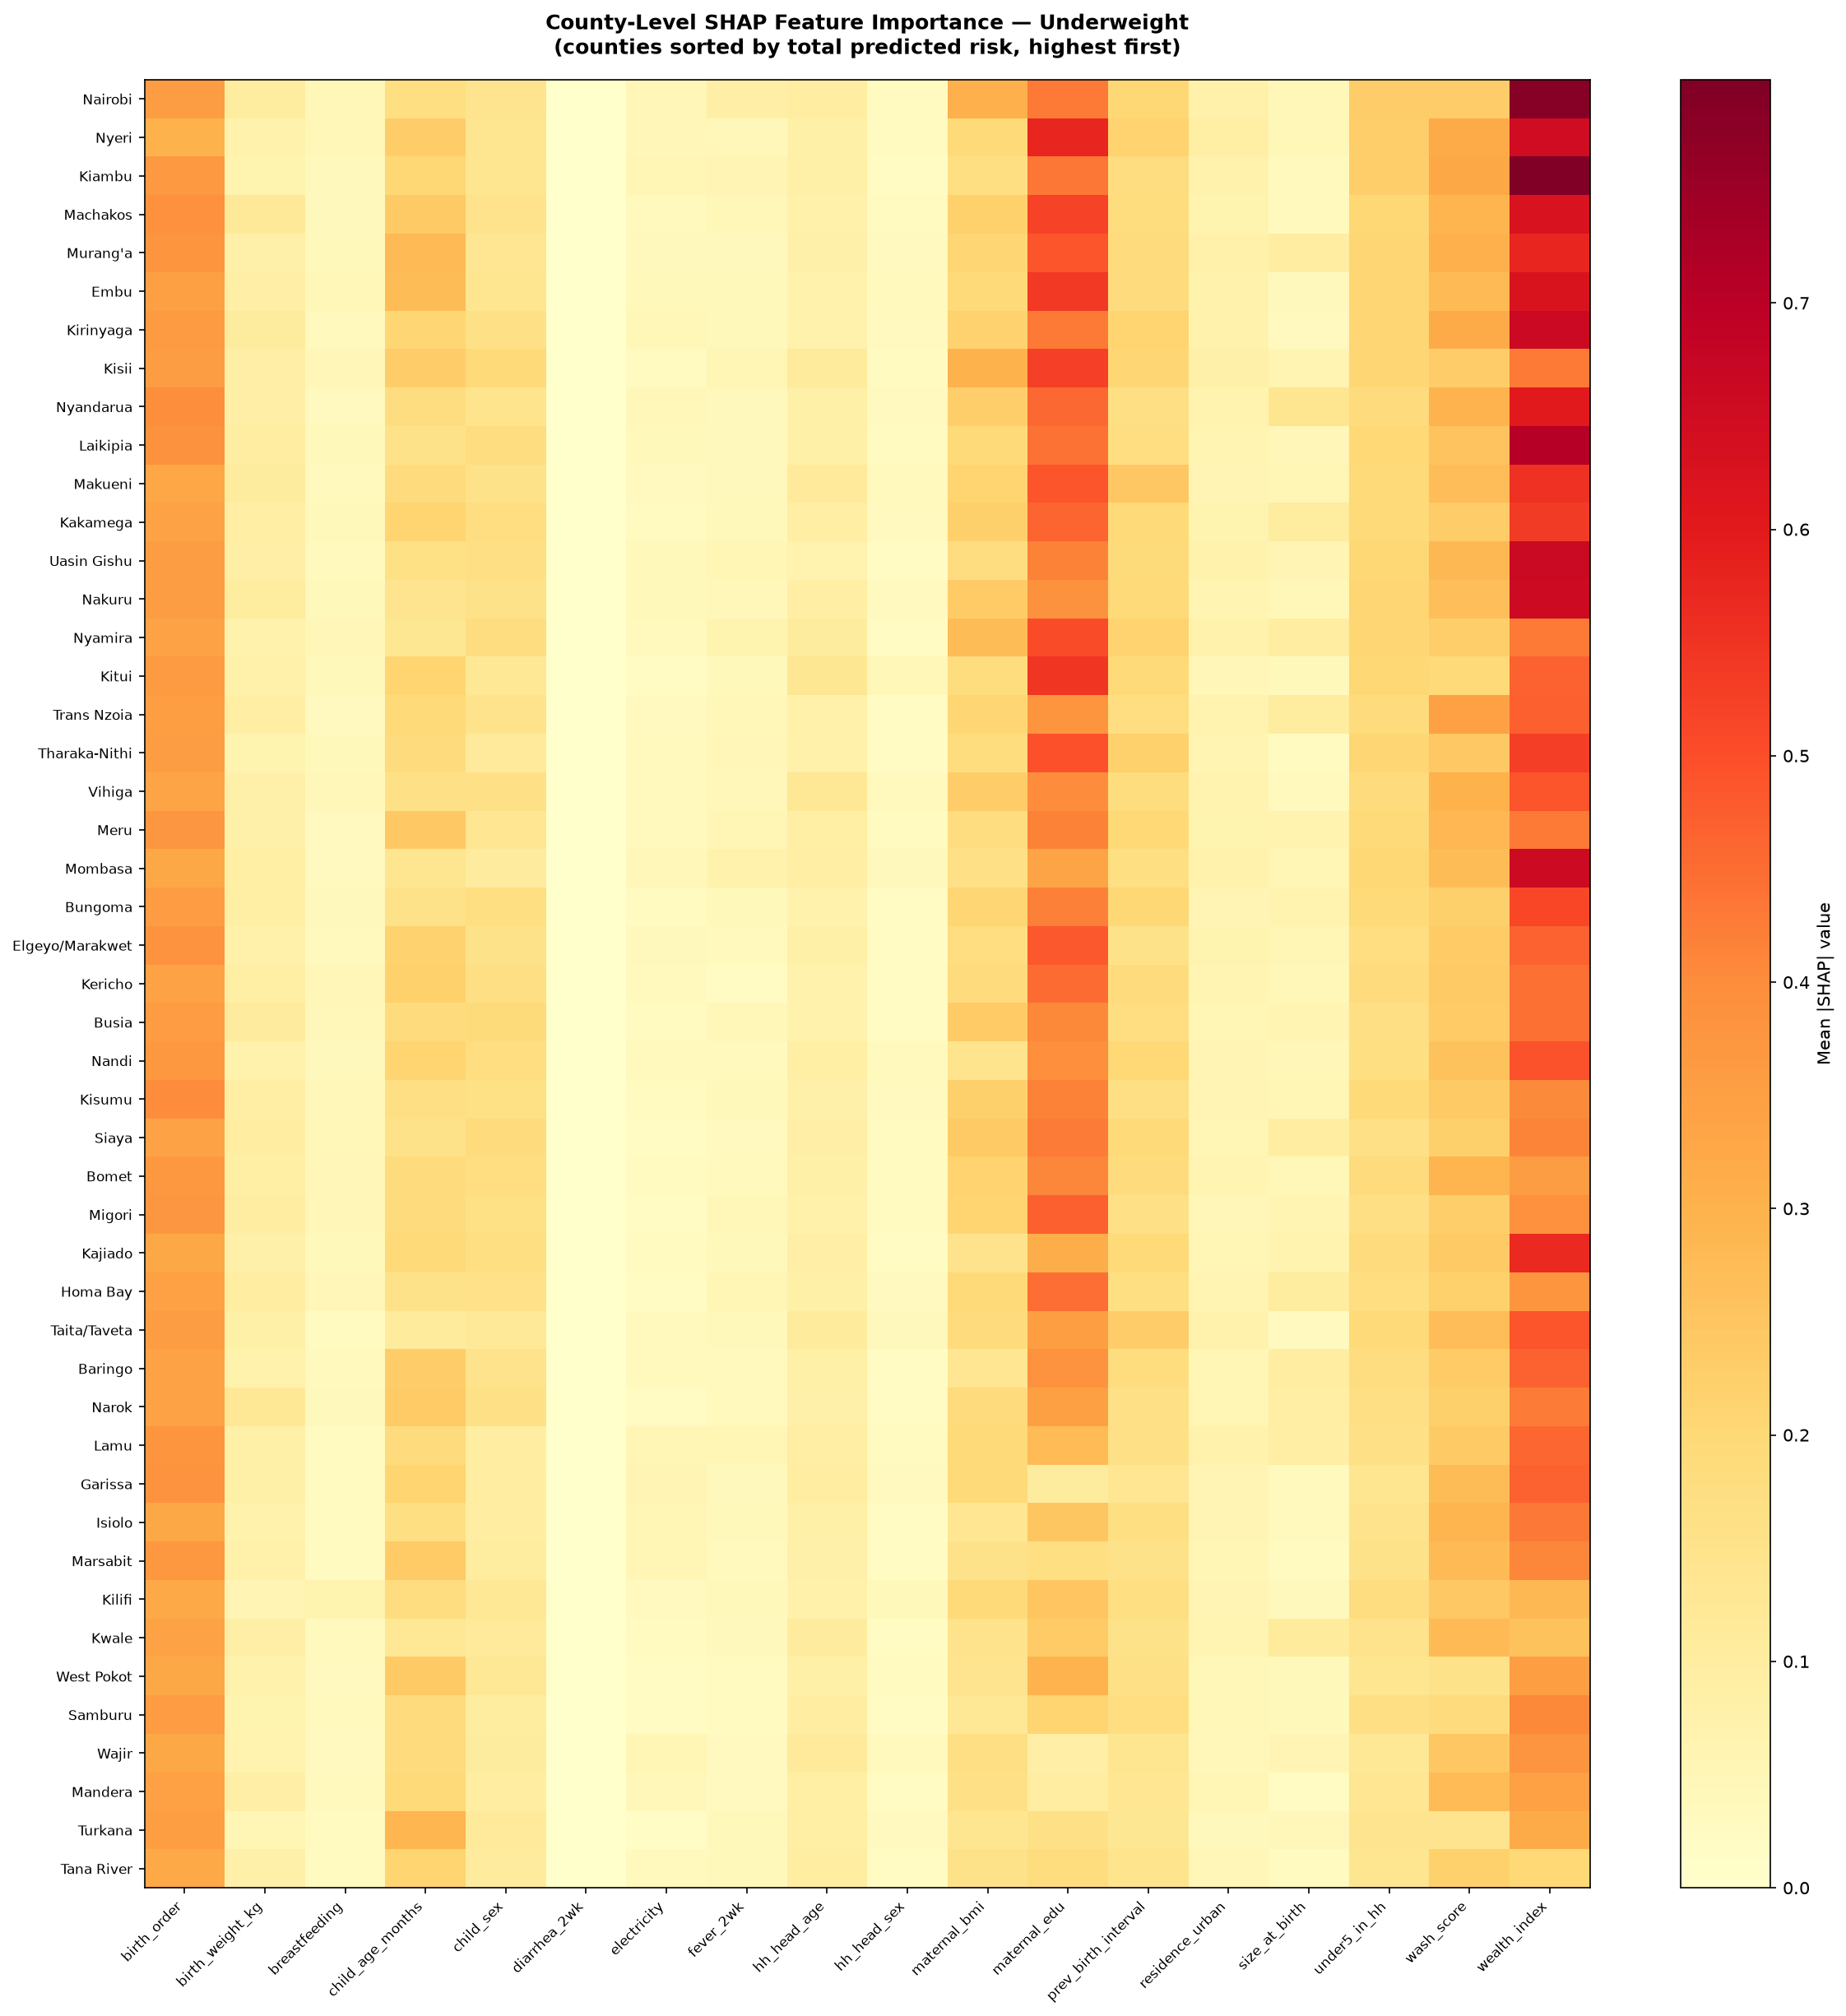 County-Level SHAP Feature Importance — Underweight
(counties sorted by total predicted risk, highest first)
Nairobi
Nyeri
Kiambu
Machakos
Murang'a
Embu
Kirinyaga
Kisii
Nyandarua
Laikipia
Makueni
Kakamega
Uasin Gishu
Nakuru
Nyamira
Kitui
Trans Nzoia
Tharaka-Nithi
Vihiga
Meru
Mombasa
Bungoma
Elgeyo/Marakwet
Kericho
Busia
Nandi
Kisumu
Siaya
Bomet
Migori
Kajiado
Homa Bay
Taita/Taveta
Baringo
Narok
Lamu
Garissa
Isiolo
Marsabit
Kilifi
Kwale
West Pokot
Samburu
Wajir
Mandera
Turkana
Tana River
birth_order
birth_weight_kg
breastfeeding
child_age_months
child_sex
diarrhea_2wk
electricity
fever_2wk
hh_head_age
hh_head_sex
maternal_bmi
maternal_edu
prev_birth_interval
residence_urban
size_at_birth
under5_in_hh
wash_score
wealth_index
0.7
0.6
0.5
0.4
0.3
0.2
0.1
0.0
Mean |SHAP| value